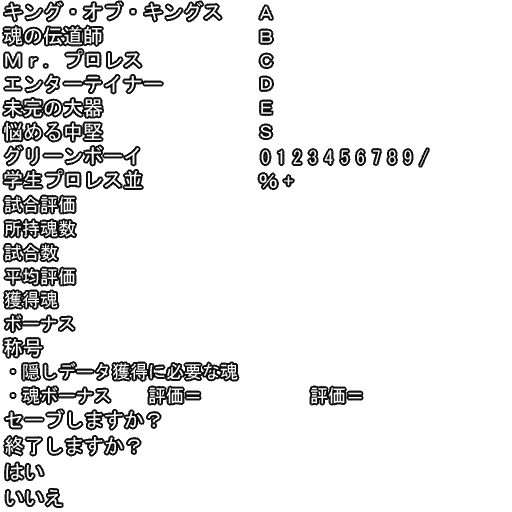 キング・オブ・キングス A
魂の伝道師 B
Ｍｒ．プロレス C
エンターテイナー D
未完の大器 E
悩める中堅 S
グリーンボーイ 0123456789/
学生プロレス並 %+
試合評価
所持魂数
試合数
平均評価
獲得魂
ボーナス
称号
・隠しデータ獲得に必要な魂
・魂ボーナス 評価＝ 評価＝
セーブしますか？
終了しますか？
はい
いいえ